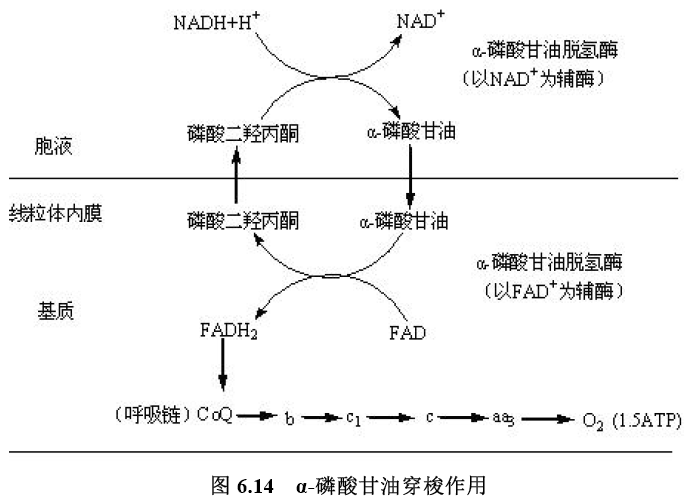 NADH+H⁺ NAD⁺
α-磷酸甘油脱氢酶
（以NAD⁺为辅酶）
磷酸二羟丙酮 α-磷酸甘油
胞液
线粒体内膜 磷酸二羟丙酮 α-磷酸甘油
α-磷酸甘油脱氢酶
（以FAD⁺为辅酶）
基质
FADH₂ FAD
（呼吸链）CoQ b c₁ c aa₃ O₂ (1.5ATP)
图 6.14 α-磷酸甘油穿梭作用